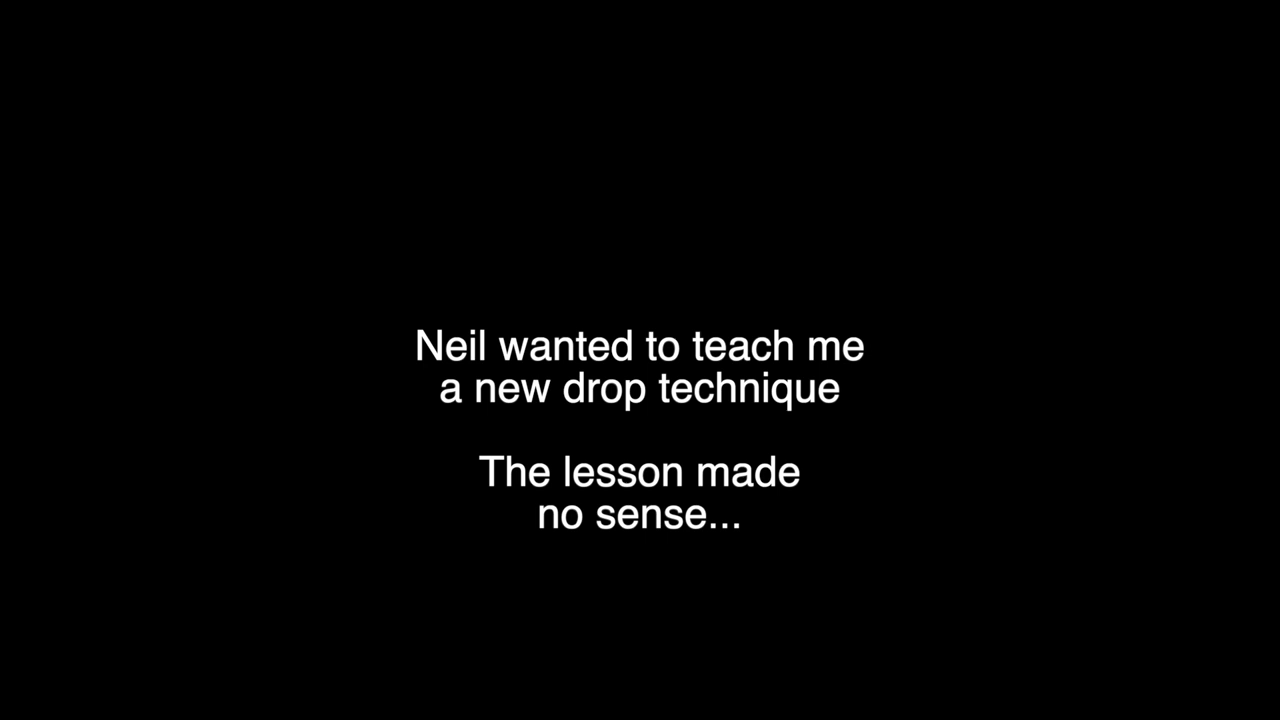 Neil wanted to teach me
a new drop technique
The lesson made
no sense...